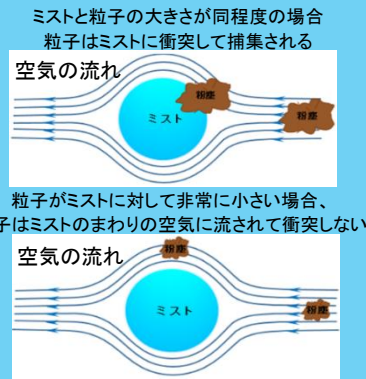 ミストと粒子の大きさが同程度の場合
粒子はミストに衝突して捕集される
空気の流れ
粉塵
ミスト
粉塵
粒子がミストに対して非常に小さい場合、
子はミストのまわりの空気に流されて衝突しない
空気の流れ
粉塵
ミスト
粉塵